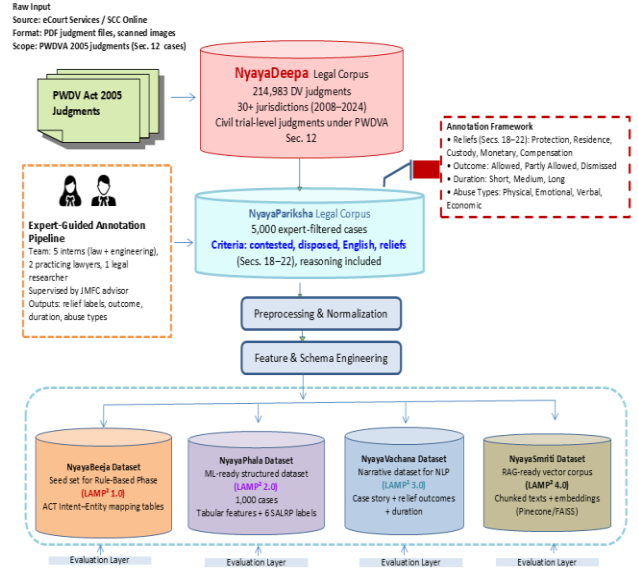 Raw Input
Source: eCourt Services / SCC Online
Format: PDF judgment files, scanned images
Scope: PWDVA 2005 judgments (Sec. 12 cases)
PWDV Act 2005
Judgments
NyayaDeepa Legal Corpus
214,983 DV judgments
30+ jurisdictions (2008–2024)
Civil trial-level judgments under PWDVA
Sec. 12
Annotation Framework
• Reliefs (Secs. 18–22): Protection, Residence,
Custody, Monetary, Compensation
• Outcome: Allowed, Partly Allowed, Dismissed
• Duration: Short, Medium, Long
• Abuse Types: Physical, Emotional, Verbal,
Economic
Expert-Guided Annotation
Pipeline
Team: 5 interns (law + engineering),
2 practicing lawyers, 1 legal
researcher
Supervised by JMFC advisor
Outputs: relief labels, outcome,
duration, abuse types
NyayaPariksha Legal Corpus
5,000 expert-filtered cases
Criteria: contested, disposed, English, reliefs
(Secs. 18–22), reasoning included
Preprocessing & Normalization
Feature & Schema Engineering
NyayaBeeja Dataset
Seed set for Rule-Based Phase
(LAMP² 1.0)
ACT Intent–Entity mapping tables
NyayaPhala Dataset
ML-ready structured dataset
(LAMP² 2.0)
1,000 cases
Tabular features + 6 SALRP labels
NyayaVachana Dataset
Narrative dataset for NLP
(LAMP² 3.0)
Case story + relief outcomes
+ duration
NyayaSmriti Dataset
RAG-ready vector corpus
(LAMP² 4.0)
Chunked texts + embeddings
(Pinecone/FAISS)
Evaluation Layer
Evaluation Layer
Evaluation Layer
Evaluation Layer